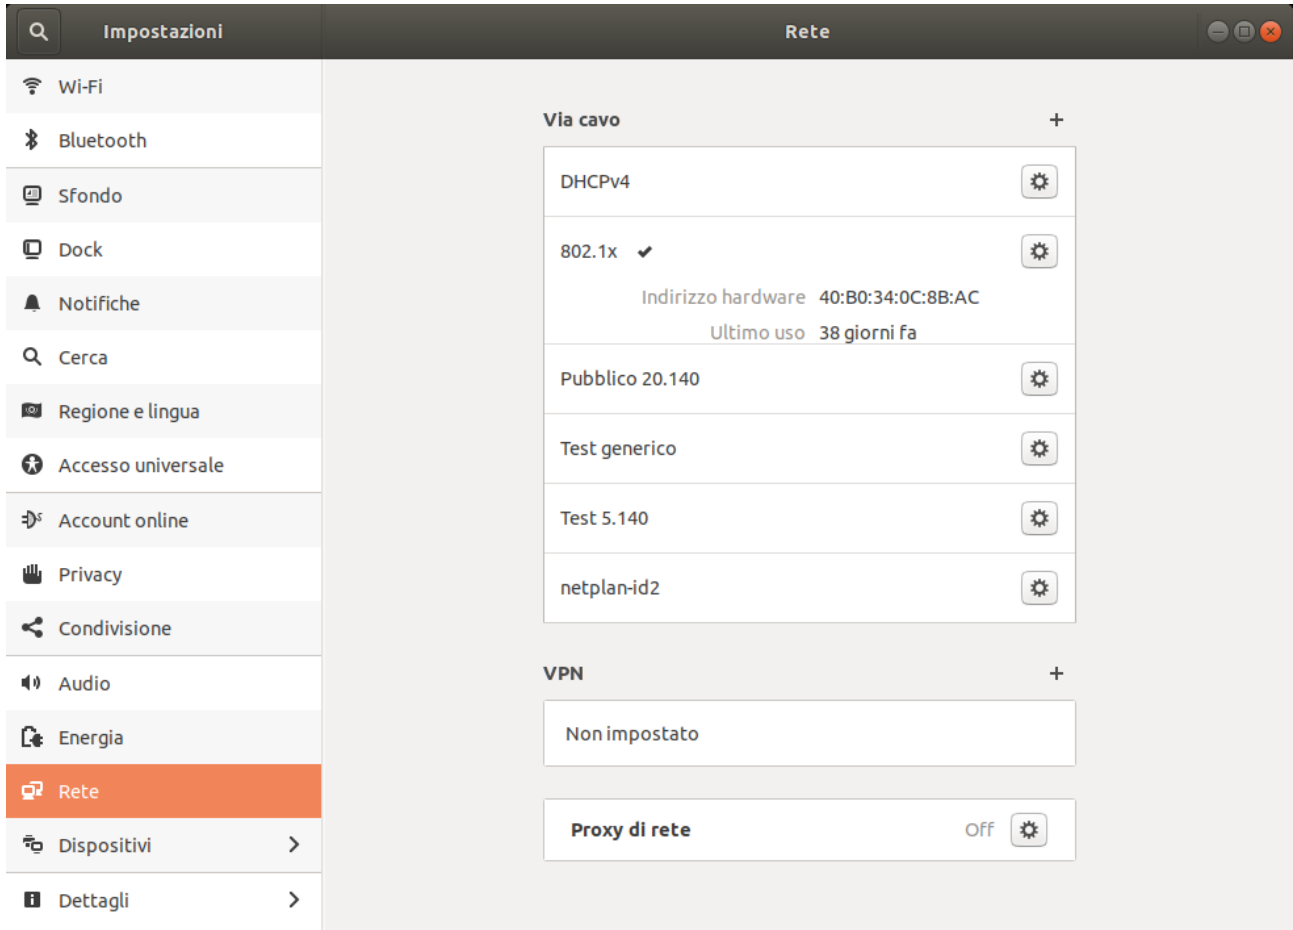 Impostazioni
Rete
Wi-Fi
Bluetooth
Sfondo
Dock
Notifiche
Cerca
Regione e lingua
Accesso universale
Account online
Privacy
Condivisione
Audio
Energia
Rete
Dispositivi
Dettagli
Via cavo
DHCPv4
802.1x
Indirizzo hardware 40:B0:34:0C:8B:AC
Ultimo uso 38 giorni fa
Pubblico 20.140
Test generico
Test 5.140
netplan-id2
VPN
Non impostato
Proxy di rete Off